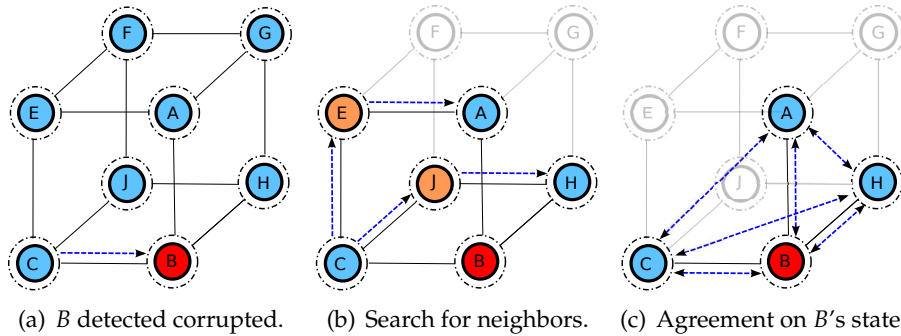 F G F G F G
E A E A E A
J H J H J H
C B C B C B
(a) B detected corrupted. (b) Search for neighbors. (c) Agreement on B's state